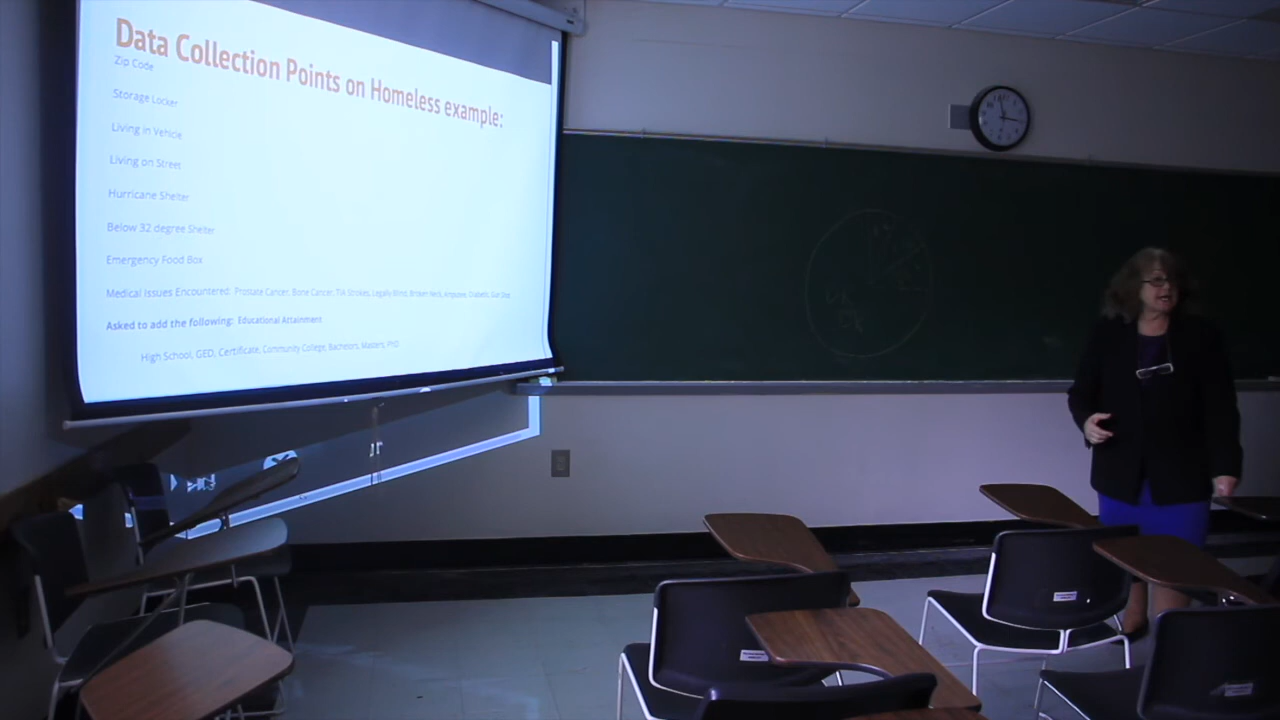 Data Collection Points on Homeless example:
Zip Code
Storage Locker
Living in Vehicle
Living on Street
Hurricane Shelter
Below 32 degree Shelter
Emergency Food Box
Medical Issues Encountered: Prostate Cancer, Bone Cancer, TIA Strokes, Legally Blind, Broken Neck, Amputee, Diabetic,
Asked to add the following: Educational Attainment
High School, GED, Certificate, Community College, Bachelors, Masters, PhD